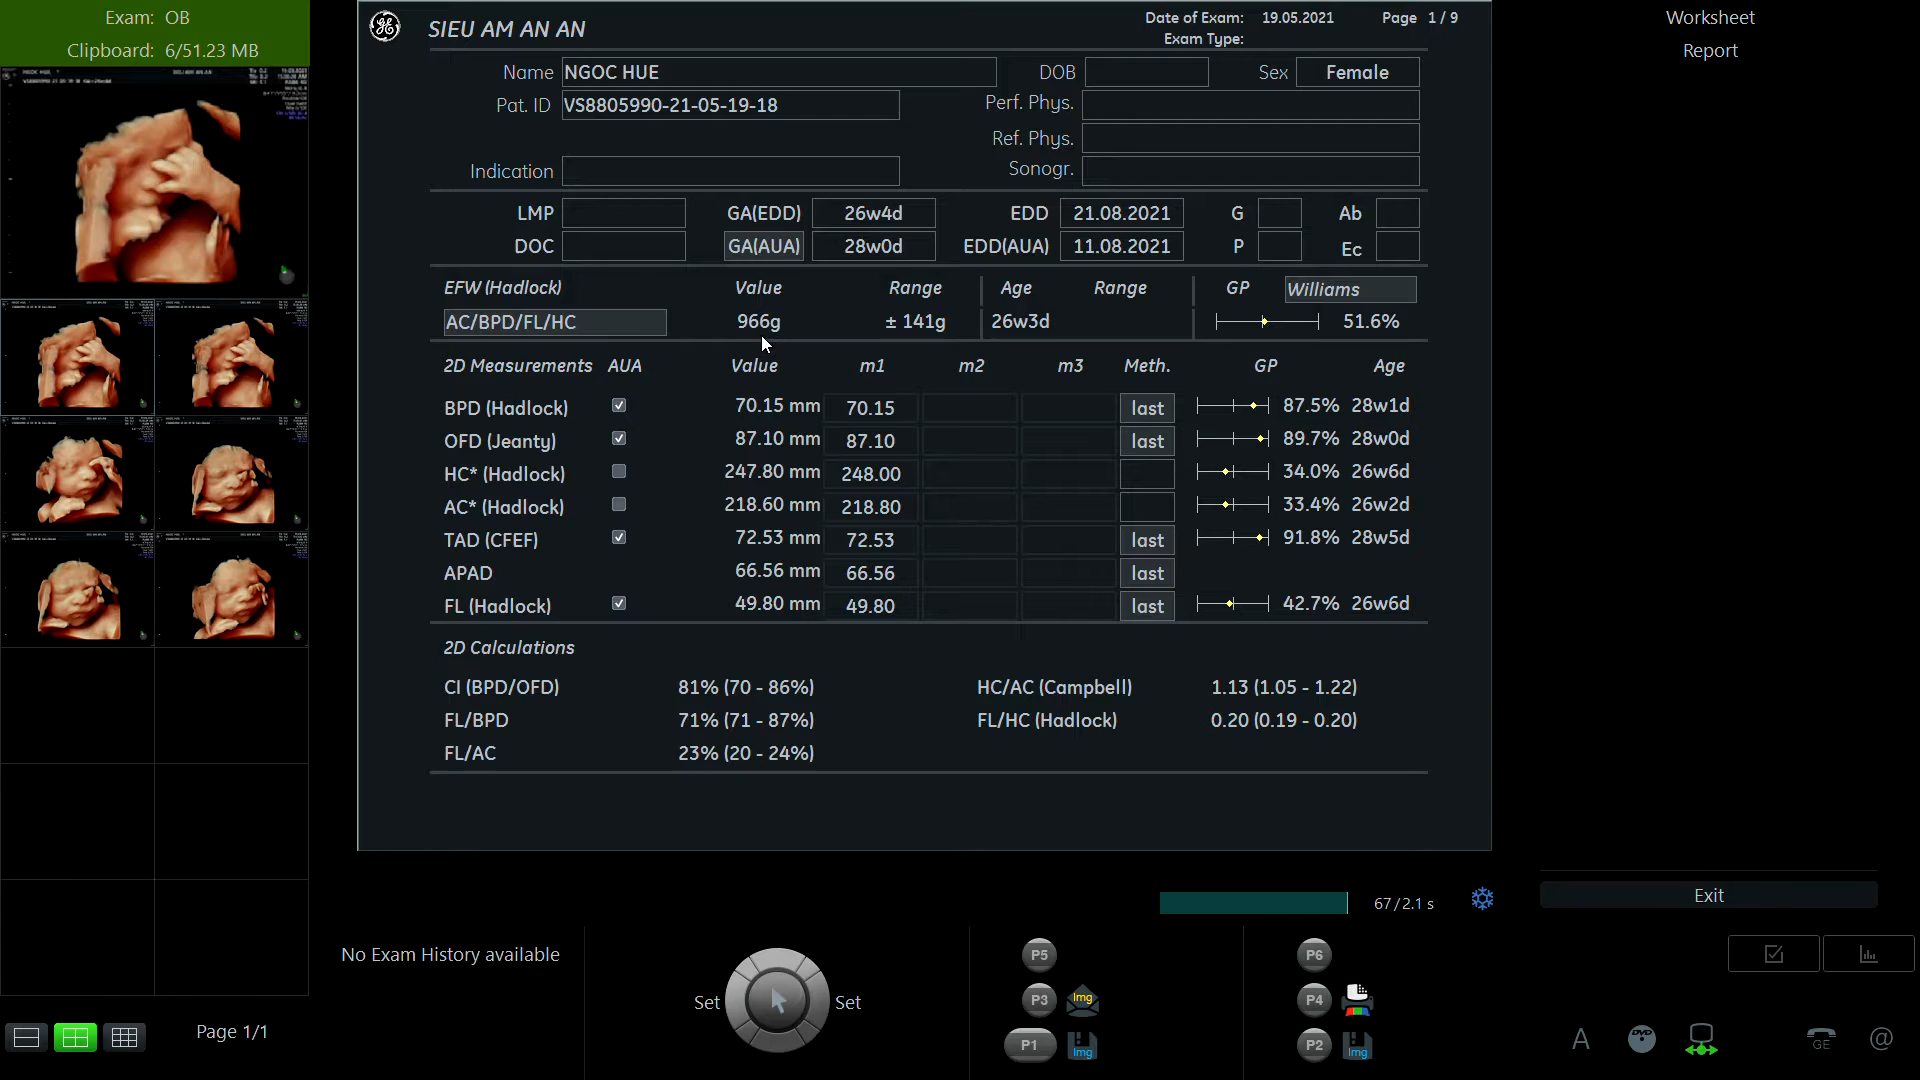 Exam: OB
Clipboard: 6/51.23 MB
SIEU AM AN AN
Date of Exam: 19.05.2021 Page 1 / 9
Exam Type:
Worksheet
Report
Name NGOC HUE DOB Sex Female
Pat. ID VS8805990-21-05-19-18 Perf. Phys.
Ref. Phys.
Indication Sonogr.
LMP GA(EDD) 26w4d EDD 21.08.2021 G Ab
DOC GA(AUA) 28w0d EDD(AUA) 11.08.2021 P Ec
EFW (Hadlock) Value Range Age Range GP Williams
AC/BPD/FL/HC 966g ± 141g 26w3d 51.6%
2D Measurements AUA Value m1 m2 m3 Meth. GP Age
BPD (Hadlock) 70.15 mm 70.15 last 87.5% 28w1d
OFD (Jeanty) 87.10 mm 87.10 last 89.7% 28w0d
HC* (Hadlock) 247.80 mm 248.00 34.0% 26w6d
AC* (Hadlock) 218.60 mm 218.80 33.4% 26w2d
TAD (CFEF) 72.53 mm 72.53 last 91.8% 28w5d
APAD 66.56 mm 66.56 last
FL (Hadlock) 49.80 mm 49.80 last 42.7% 26w6d
2D Calculations
CI (BPD/OFD) 81% (70 - 86%) HC/AC (Campbell) 1.13 (1.05 - 1.22)
FL/BPD 71% (71 - 87%) FL/HC (Hadlock) 0.20 (0.19 - 0.20)
FL/AC 23% (20 - 24%)
67 / 2.1 s
Exit
No Exam History available
Set Set
P5 P6
P3 Img P4
P1 Img P2 Img
Page 1/1
A DVD GE @